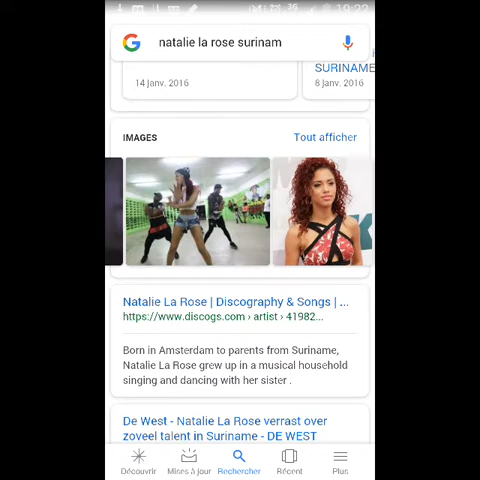 3G 19:22
natalie la rose surinam
14 janv. 2016
SURINAME
8 janv. 2016
IMAGES
Tout afficher
Natalie La Rose | Discography & Songs | ...
https://www.discogs.com › artist › 41982...
Born in Amsterdam to parents from Suriname,
Natalie La Rose grew up in a musical household
singing and dancing with her sister .
De West - Natalie La Rose verrast over
zoveel talent in Suriname - DE WEST
Découvrir Mises à jour Rechercher Récent Plus